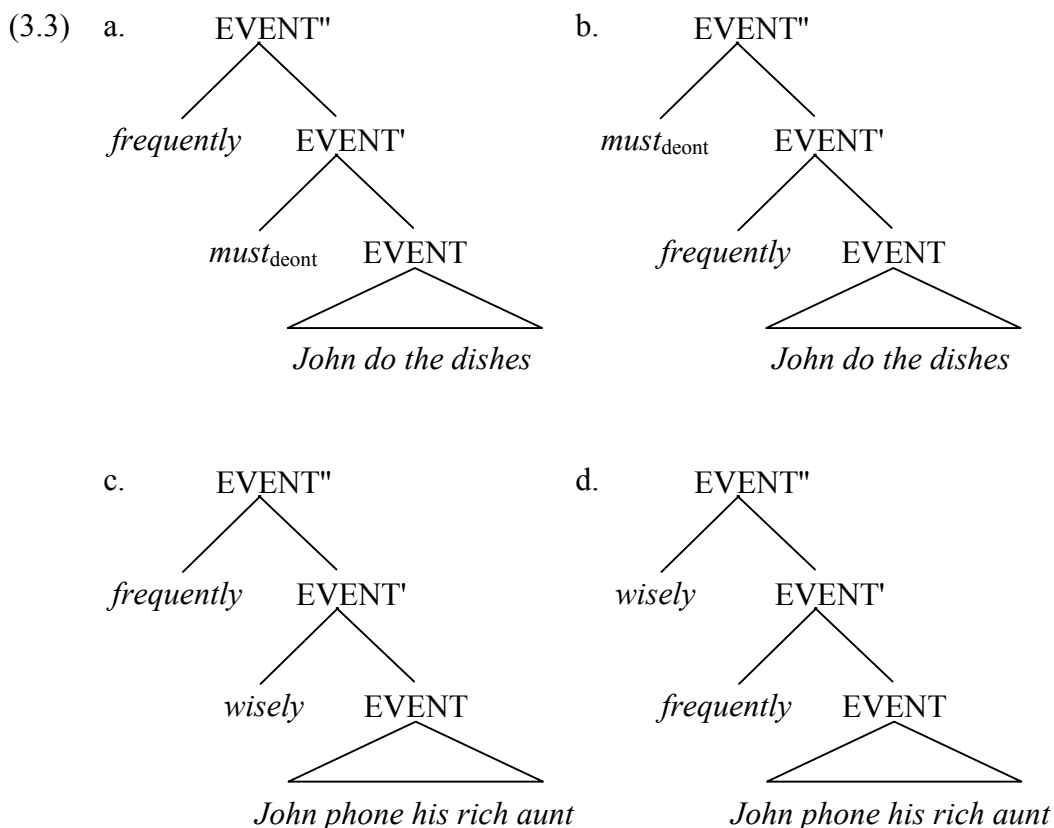 (3.3) a. EVENT" b. EVENT"
frequently EVENT' must_deont EVENT'
must_deont EVENT frequently EVENT
John do the dishes John do the dishes
c. EVENT" d. EVENT"
frequently EVENT' wisely EVENT'
wisely EVENT frequently EVENT
John phone his rich aunt John phone his rich aunt